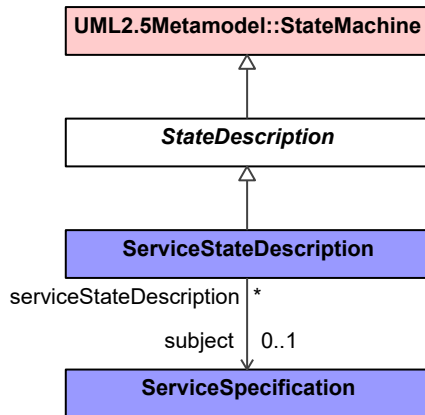 UML2.5Metamodel::StateMachine
StateDescription
ServiceStateDescription
serviceStateDescription *
subject 0..1
ServiceSpecification